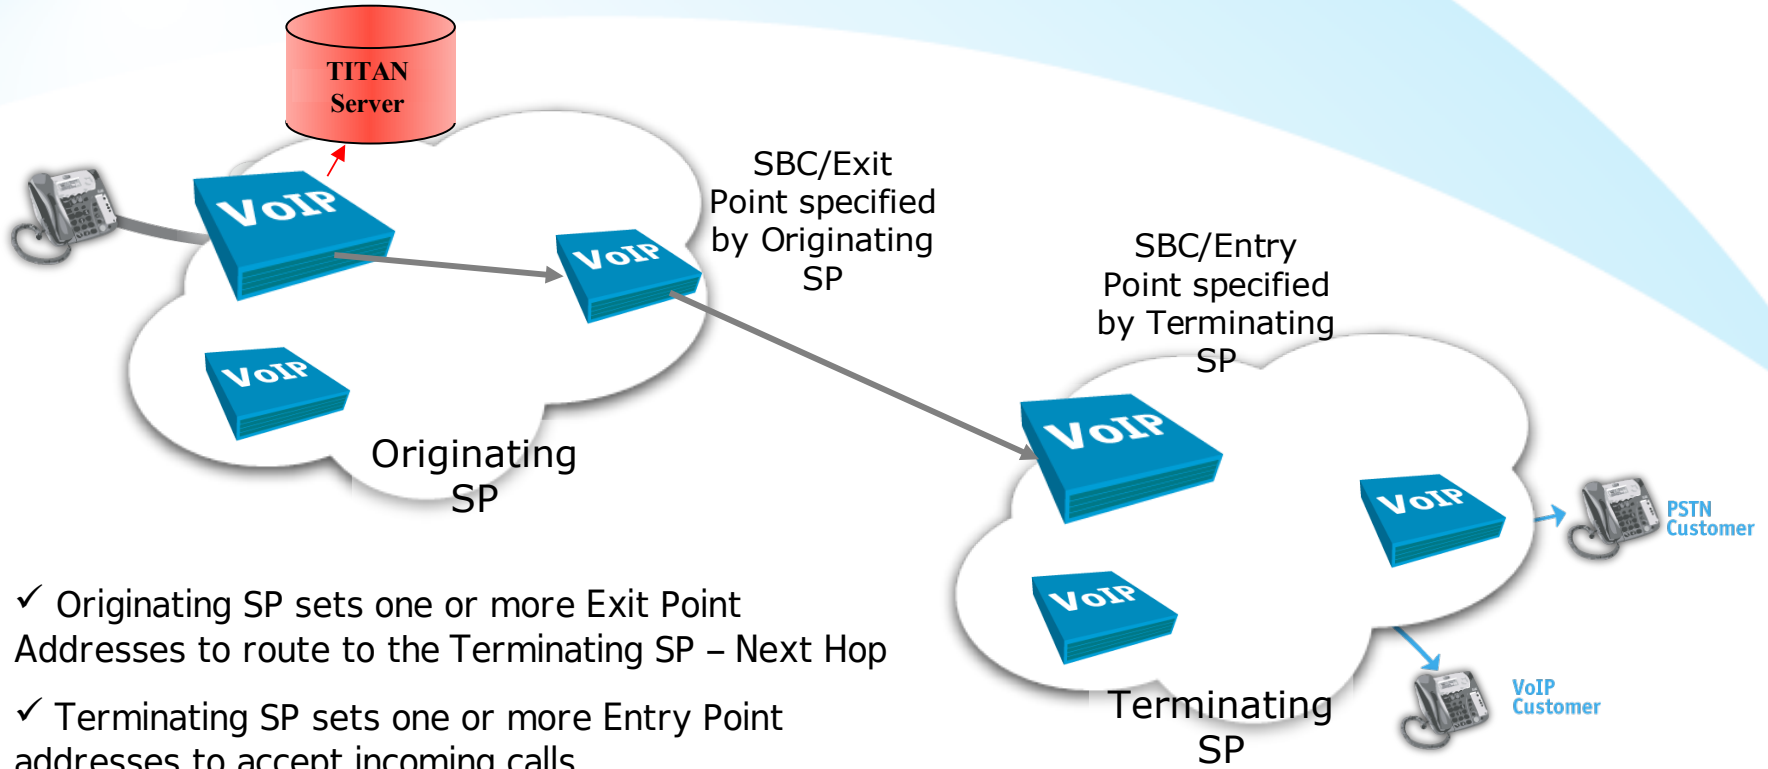 TITAN
Server
VoIP
VoIP
VoIP
SBC/Exit
Point specified
by Originating
SP
Originating
SP
SBC/Entry
Point specified
by Terminating
SP
VoIP
VoIP
VoIP
PSTN
Customer
VoIP
Customer
Terminating
SP
✓ Originating SP sets one or more Exit Point
Addresses to route to the Terminating SP – Next Hop
✓ Terminating SP sets one or more Entry Point
addresses to accept incoming calls